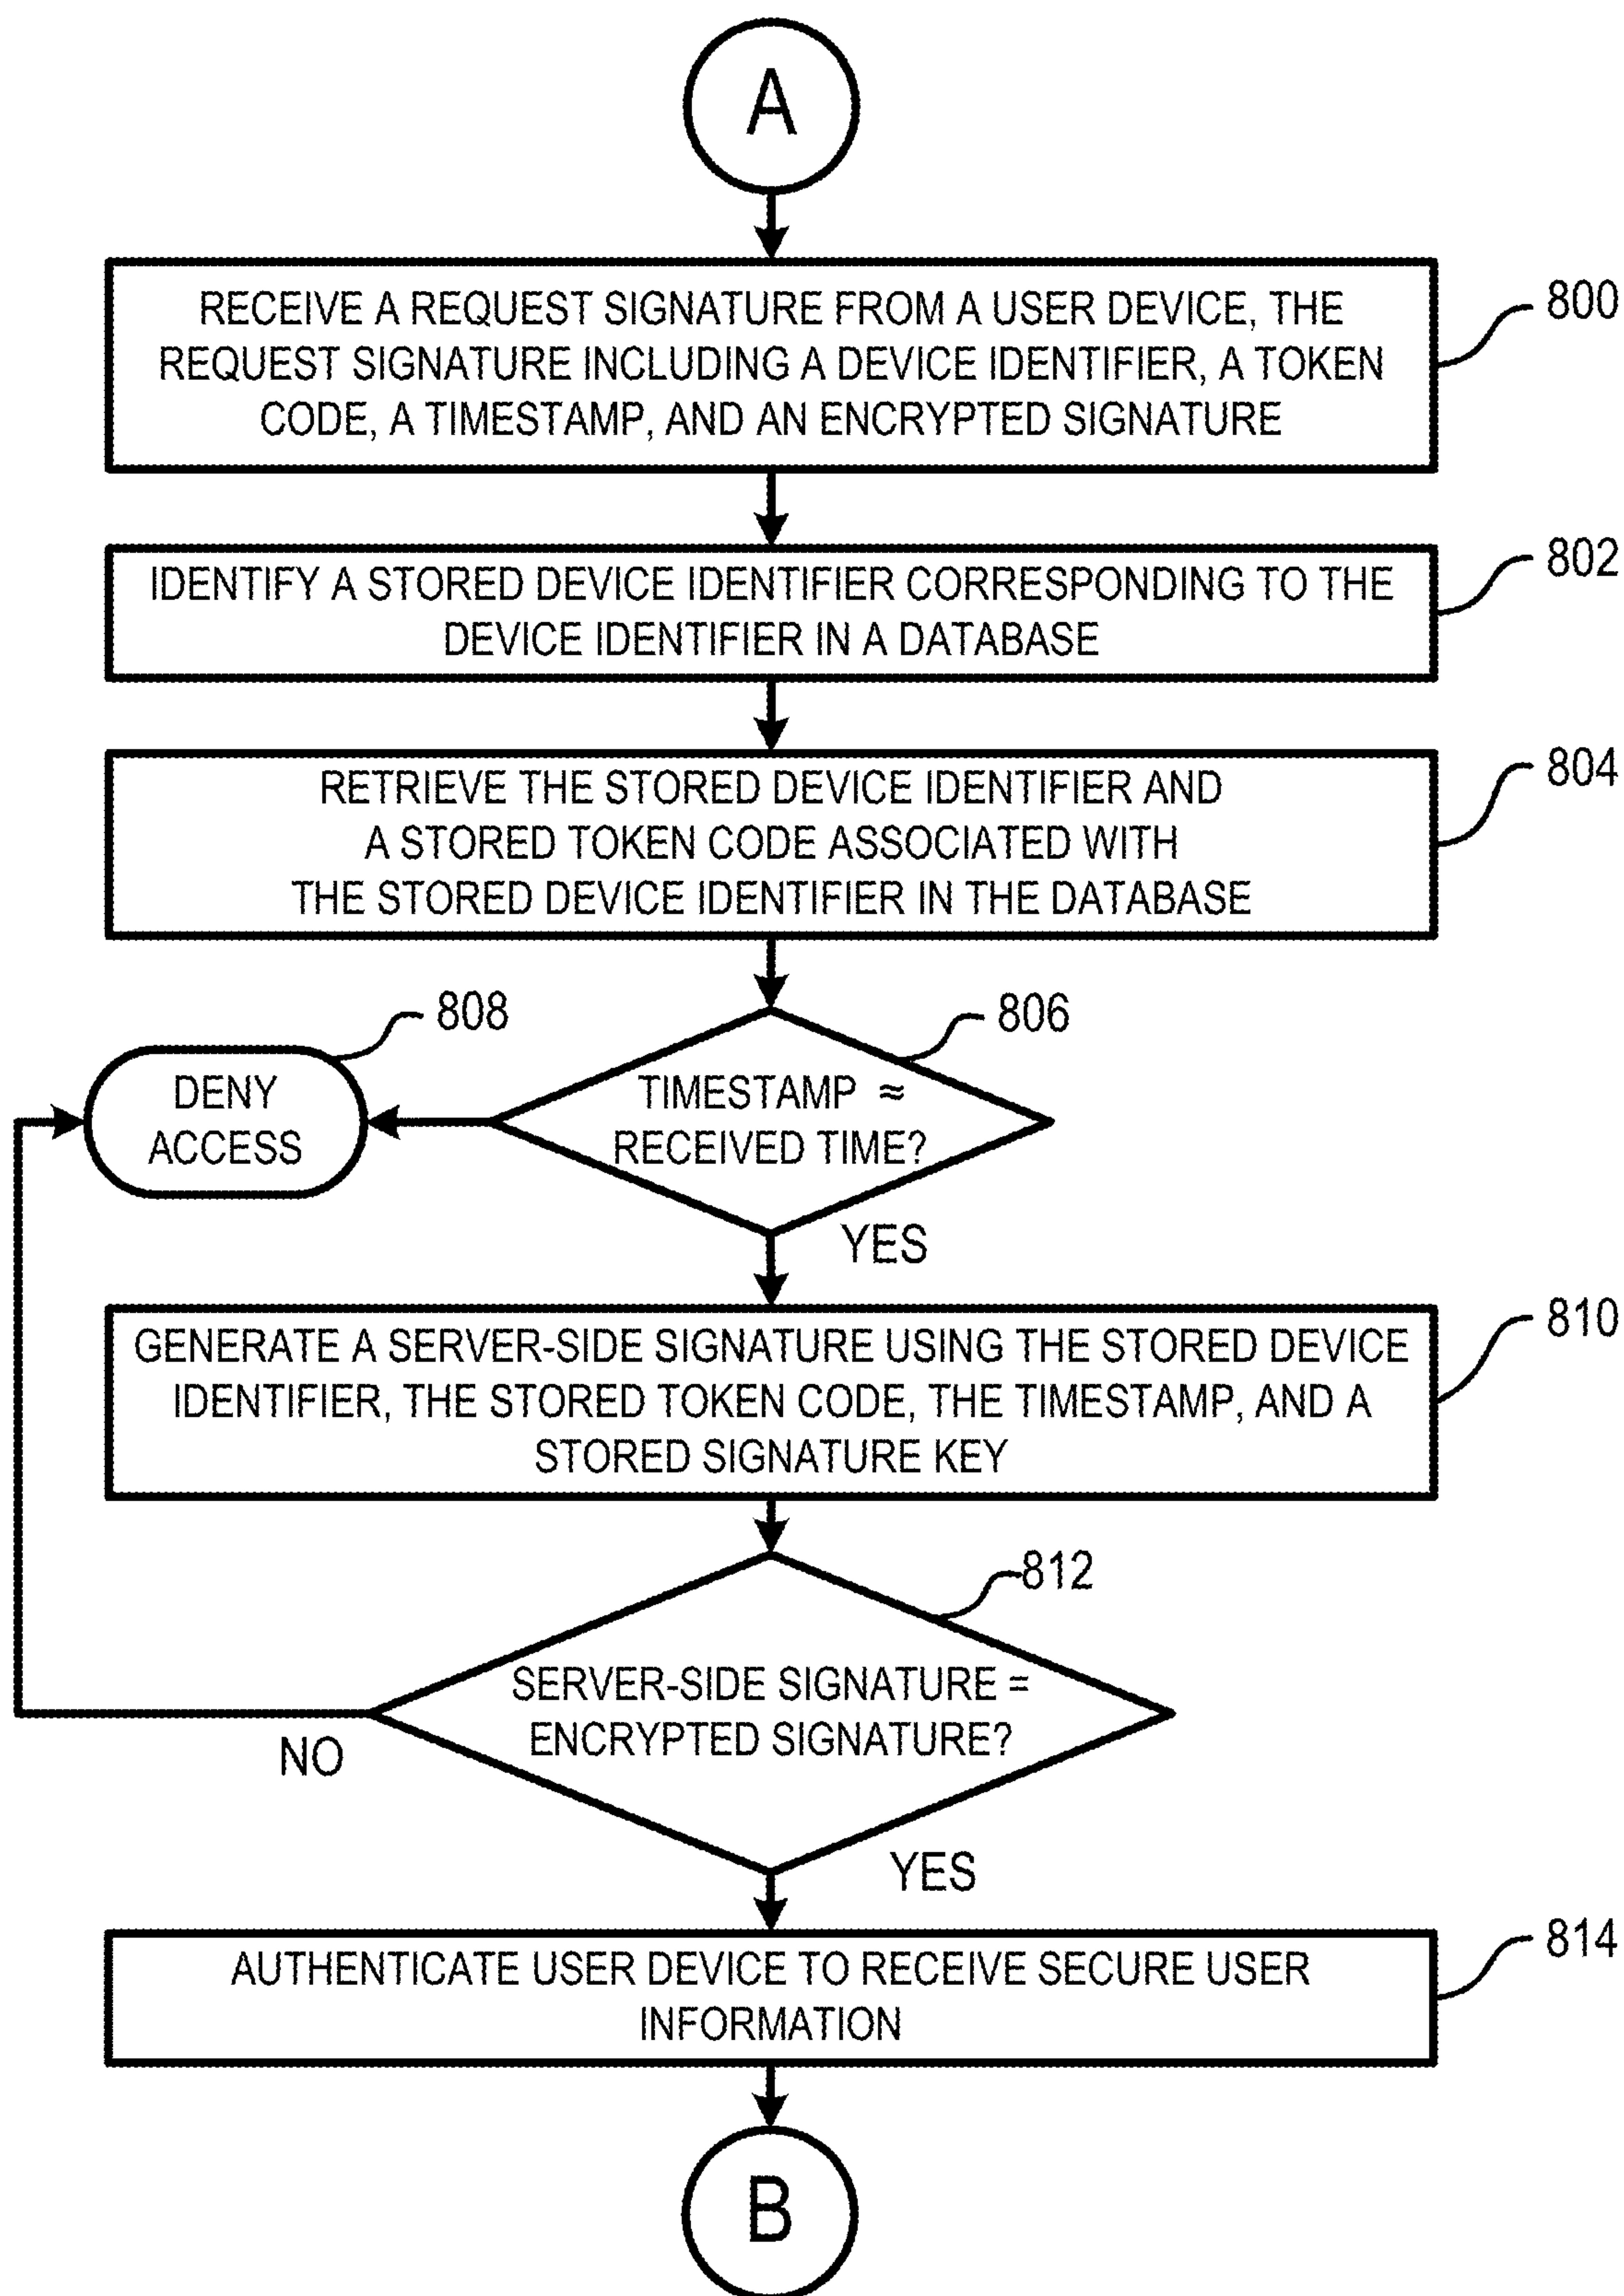 A
RECEIVE A REQUEST SIGNATURE FROM A USER DEVICE, THE
REQUEST SIGNATURE INCLUDING A DEVICE IDENTIFIER, A TOKEN
CODE, A TIMESTAMP, AND AN ENCRYPTED SIGNATURE
800
IDENTIFY A STORED DEVICE IDENTIFIER CORRESPONDING TO THE
DEVICE IDENTIFIER IN A DATABASE
802
RETRIEVE THE STORED DEVICE IDENTIFIER AND
A STORED TOKEN CODE ASSOCIATED WITH
THE STORED DEVICE IDENTIFIER IN THE DATABASE
804
808
DENY
ACCESS
806
TIMESTAMP ≈
RECEIVED TIME?
YES
GENERATE A SERVER-SIDE SIGNATURE USING THE STORED DEVICE
IDENTIFIER, THE STORED TOKEN CODE, THE TIMESTAMP, AND A
STORED SIGNATURE KEY
810
812
SERVER-SIDE SIGNATURE =
ENCRYPTED SIGNATURE?
NO
YES
AUTHENTICATE USER DEVICE TO RECEIVE SECURE USER
INFORMATION
814
B